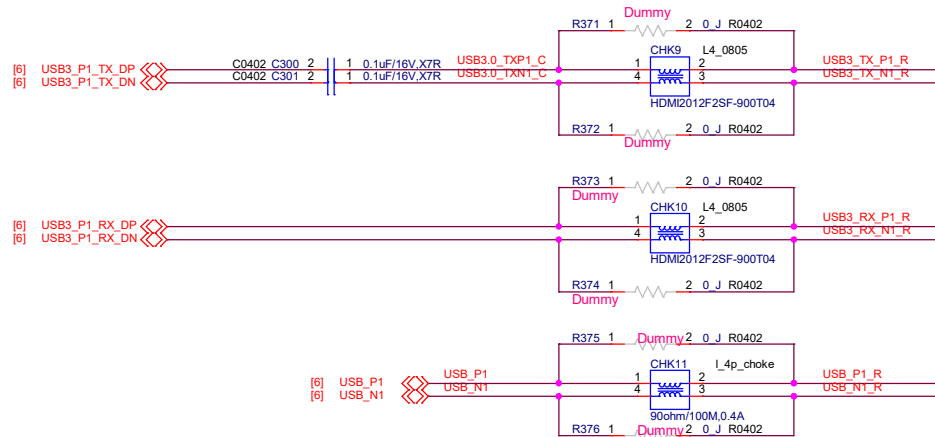 Dummy
R371 1 2 0_J R0402
CHK9 L4_0805
[6] USB3_P1_TX_DP C0402 C300 2 1 0.1uF/16V,X7R USB3.0_TXP1_C 1 2 USB3_TX_P1_R
[6] USB3_P1_TX_DN C0402 C301 2 1 0.1uF/16V,X7R USB3.0_TXN1_C 4 3 USB3_TX_N1_R
HDMI2012F2SF-900T04
R372 1 2 0_J R0402
Dummy
R373 1 2 0_J R0402
Dummy
CHK10 L4_0805
[6] USB3_P1_RX_DP 1 2 USB3_RX_P1_R
[6] USB3_P1_RX_DN 4 3 USB3_RX_N1_R
HDMI2012F2SF-900T04
R374 1 2 0_J R0402
Dummy
R375 1 Dummy 2 0_J R0402
CHK11 l_4p_choke
[6] USB_P1 USB_P1 1 2 USB_P1_R
[6] USB_N1 USB_N1 4 3 USB_N1_R
90ohm/100M,0.4A
R376 1 Dummy 2 0_J R0402